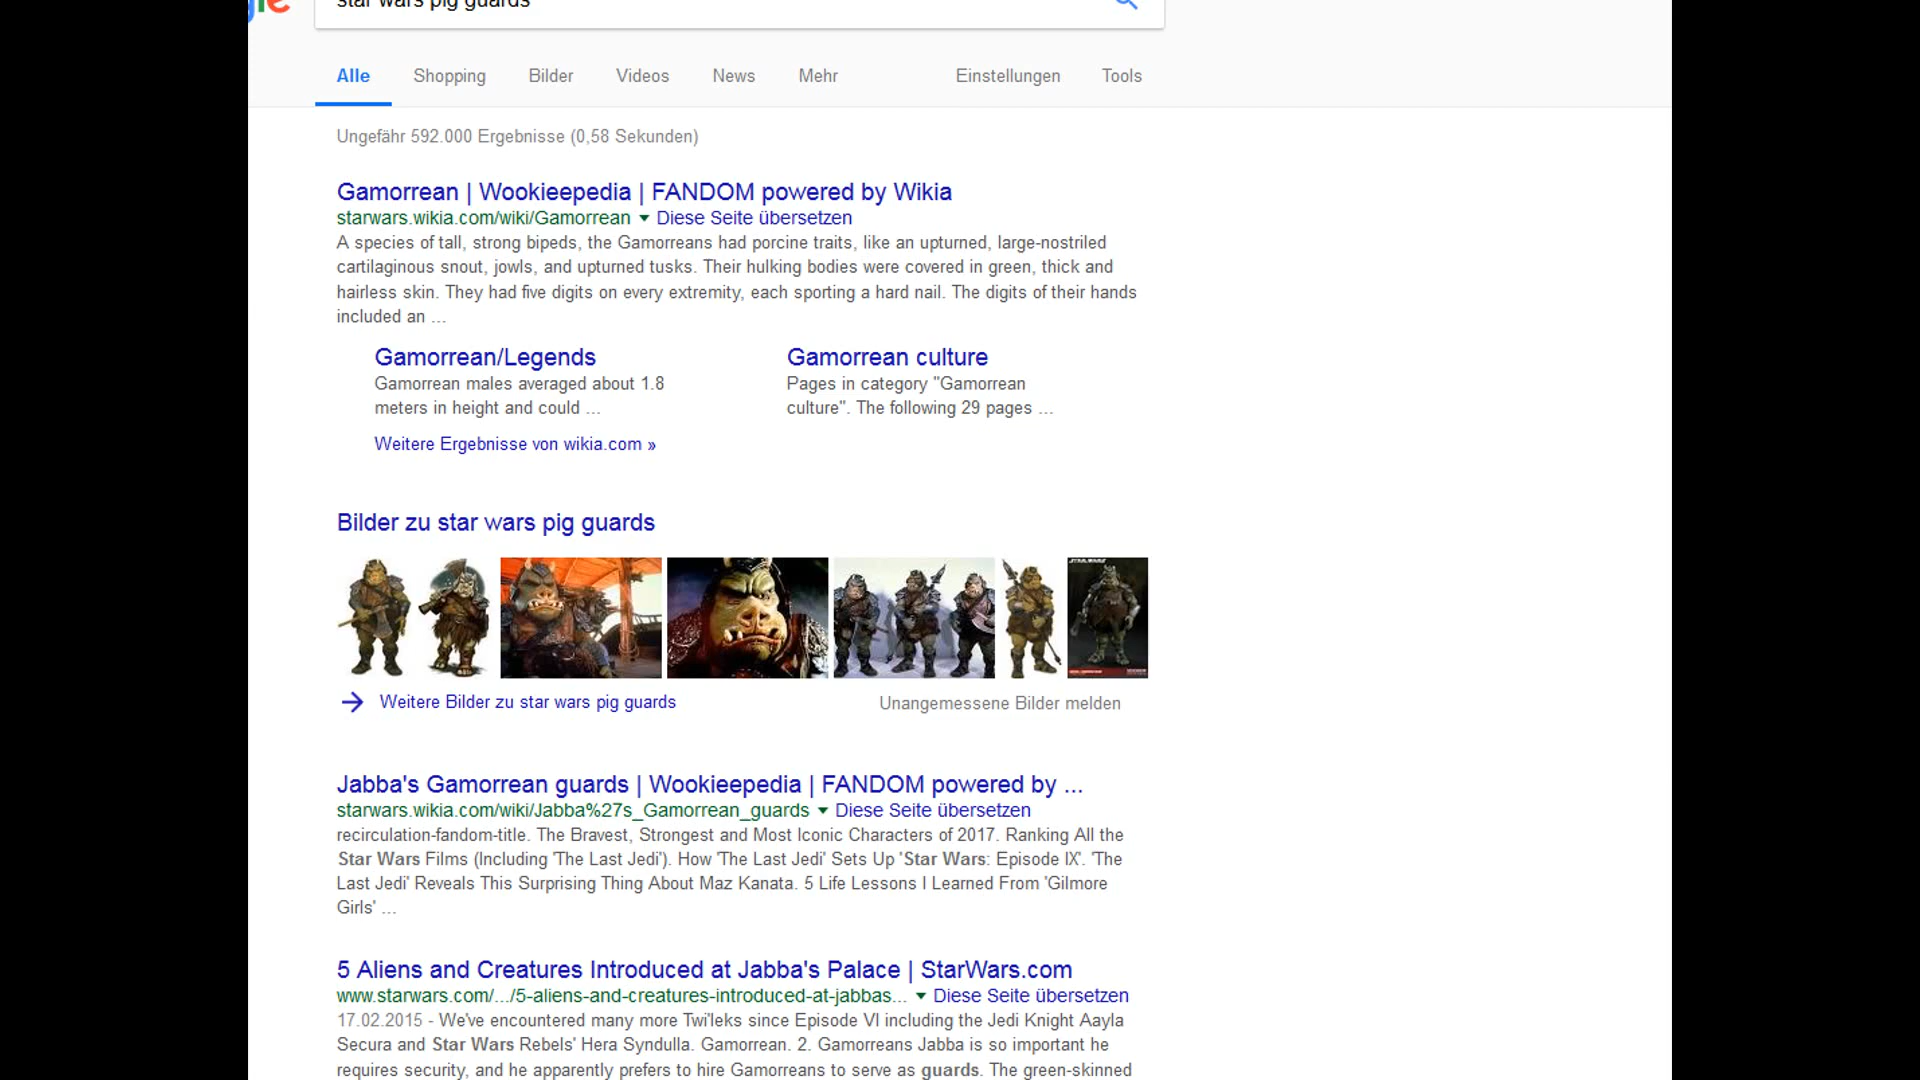 star wars pig guards
Alle Shopping Bilder Videos News Mehr Einstellungen Tools
Ungefähr 592.000 Ergebnisse (0,58 Sekunden)
Gamorrean | Wookieepedia | FANDOM powered by Wikia
starwars.wikia.com/wiki/Gamorrean ▼ Diese Seite übersetzen
A species of tall, strong bipeds, the Gamorreans had porcine traits, like an upturned, large-nostriled
cartilaginous snout, jowls, and upturned tusks. Their hulking bodies were covered in green, thick and
hairless skin. They had five digits on every extremity, each sporting a hard nail. The digits of their hands
included an ...
Gamorrean/Legends
Gamorrean males averaged about 1.8
meters in height and could ...
Gamorrean culture
Pages in category "Gamorrean
culture". The following 29 pages ...
Weitere Ergebnisse von wikia.com »
Bilder zu star wars pig guards
STAR WARS
Weitere Bilder zu star wars pig guards
Unangemessene Bilder melden
Jabba's Gamorrean guards | Wookieepedia | FANDOM powered by ...
starwars.wikia.com/wiki/Jabba%27s_Gamorrean_guards ▼ Diese Seite übersetzen
recirculation-fandom-title. The Bravest, Strongest and Most Iconic Characters of 2017. Ranking All the
Star Wars Films (Including 'The Last Jedi'). How 'The Last Jedi' Sets Up 'Star Wars: Episode IX'. 'The
Last Jedi' Reveals This Surprising Thing About Maz Kanata. 5 Life Lessons I Learned From 'Gilmore
Girls' ...
5 Aliens and Creatures Introduced at Jabba's Palace | StarWars.com
www.starwars.com/.../5-aliens-and-creatures-introduced-at-jabbas... ▼ Diese Seite übersetzen
17.02.2015 - We've encountered many more Twi'leks since Episode VI including the Jedi Knight Aayla
Secura and Star Wars Rebels' Hera Syndulla. Gamorrean. 2. Gamorreans Jabba is so important he
requires security, and he apparently prefers to hire Gamorreans to serve as guards. The green-skinned